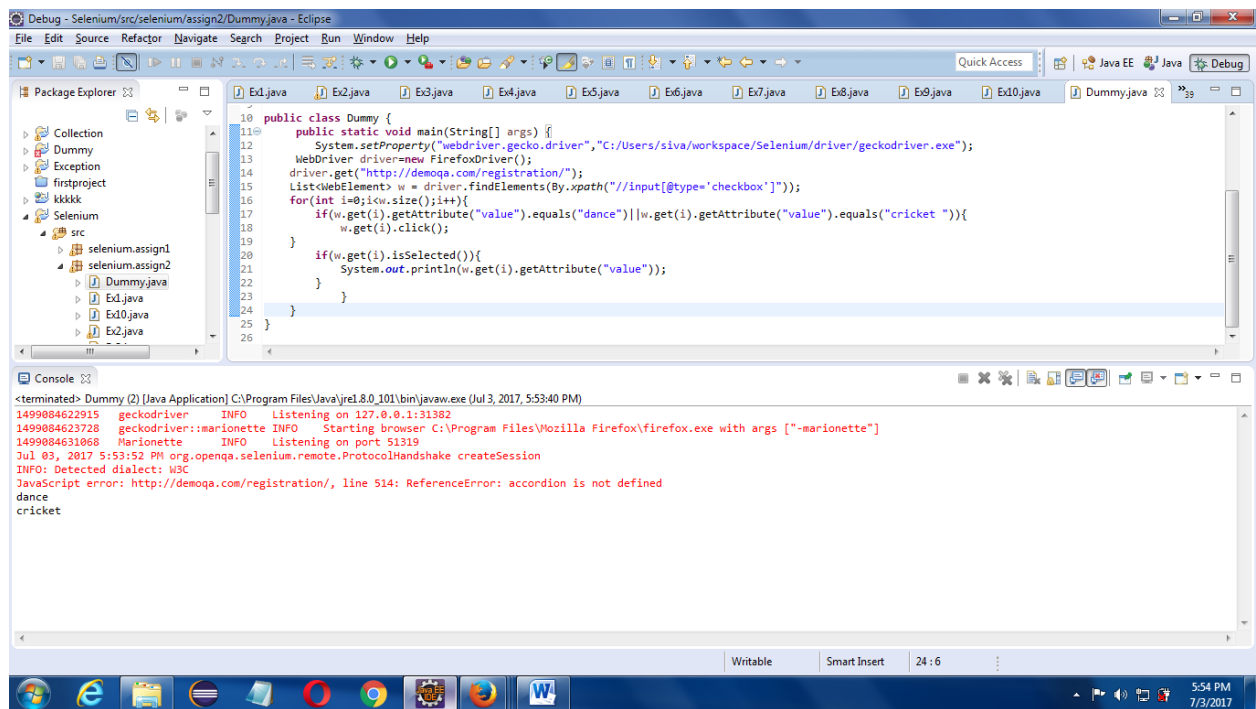 Debug - Selenium/src/selenium/assign2/Dummy.java - Eclipse
File Edit Source Refactor Navigate Search Project Run Window Help
Quick Access Java EE Java Debug
Package Explorer
Collection
Dummy
Exception
firstproject
kkkkk
Selenium
src
selenium.assign1
selenium.assign2
Dummy.java
Ex1.java
Ex10.java
Ex2.java
Ex1.java Ex2.java Ex3.java Ex4.java Ex5.java Ex6.java Ex7.java Ex8.java Ex9.java Ex10.java Dummy.java »39
10 public class Dummy {
11 public static void main(String[] args) {
12 System.setProperty("webdriver.gecko.driver","C:/Users/siva/workspace/Selenium/driver/geckodriver.exe");
13 WebDriver driver=new FirefoxDriver();
14 driver.get("http://demoqa.com/registration/");
15 List<WebElement> w = driver.findElements(By.xpath("//input[@type='checkbox']"));
16 for(int i=0;i<w.size();i++){
17 if(w.get(i).getAttribute("value").equals("dance")||w.get(i).getAttribute("value").equals("cricket ")){
18 w.get(i).click();
19 }
20 if(w.get(i).isSelected()){
21 System.out.println(w.get(i).getAttribute("value"));
22 }
23 }
24 }
25 }
26
Console
<terminated> Dummy (2) [Java Application] C:\Program Files\Java\jre1.8.0_101\bin\javaw.exe (Jul 3, 2017, 5:53:40 PM)
1499084622915 geckodriver INFO Listening on 127.0.0.1:31382
1499084623728 geckodriver::marionette INFO Starting browser C:\Program Files\Mozilla Firefox\firefox.exe with args ["-marionette"]
1499084631068 Marionette INFO Listening on port 51319
Jul 03, 2017 5:53:52 PM org.openqa.selenium.remote.ProtocolHandshake createSession
INFO: Detected dialect: W3C
JavaScript error: http://demoqa.com/registration/, line 514: ReferenceError: accordion is not defined
dance
cricket
Writable Smart Insert 24 : 6
5:54 PM
7/3/2017